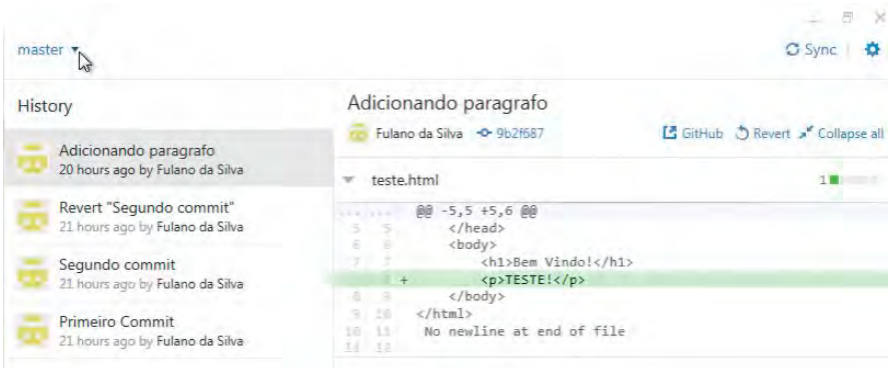 master
Sync
History
Adicionando paragrafo
20 hours ago by Fulano da Silva
Revert "Segundo commit"
21 hours ago by Fulano da Silva
Segundo commit
21 hours ago by Fulano da Silva
Primeiro Commit
21 hours ago by Fulano da Silva
Adicionando paragrafo
Fulano da Silva 9b2f687 GitHub Revert Collapse all
teste.html 1
@@ -5,5 +5,6 @@
5 5 </head>
6 6 <body>
7 7 <h1>Bem Vindo!</h1>
8 + <p>TESTE!</p>
8 9 </body>
9 10 </html>
10 11 No newline at end of file
11 12